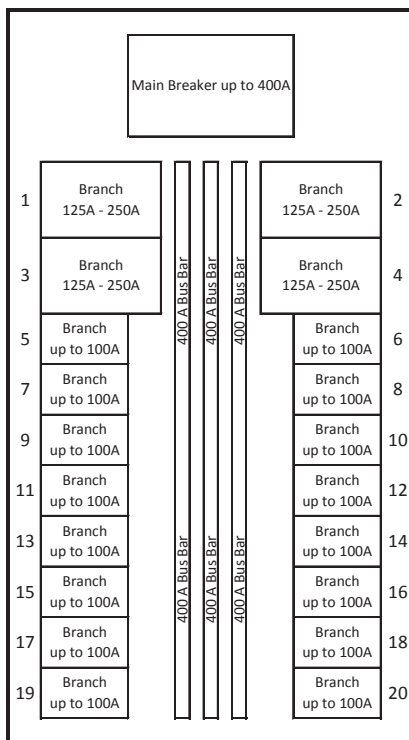 Main Breaker up to 400A
1
Branch
125A - 250A
Branch
125A - 250A
2
3
Branch
125A - 250A
400 A Bus Bar
400 A Bus Bar
400 A Bus Bar
Branch
125A - 250A
4
5
Branch
up to 100A
Branch
up to 100A
6
7
Branch
up to 100A
Branch
up to 100A
8
9
Branch
up to 100A
Branch
up to 100A
10
11
Branch
up to 100A
Branch
up to 100A
12
13
Branch
up to 100A
400 A Bus Bar
400 A Bus Bar
400 A Bus Bar
Branch
up to 100A
14
15
Branch
up to 100A
Branch
up to 100A
16
17
Branch
up to 100A
Branch
up to 100A
18
19
Branch
up to 100A
Branch
up to 100A
20